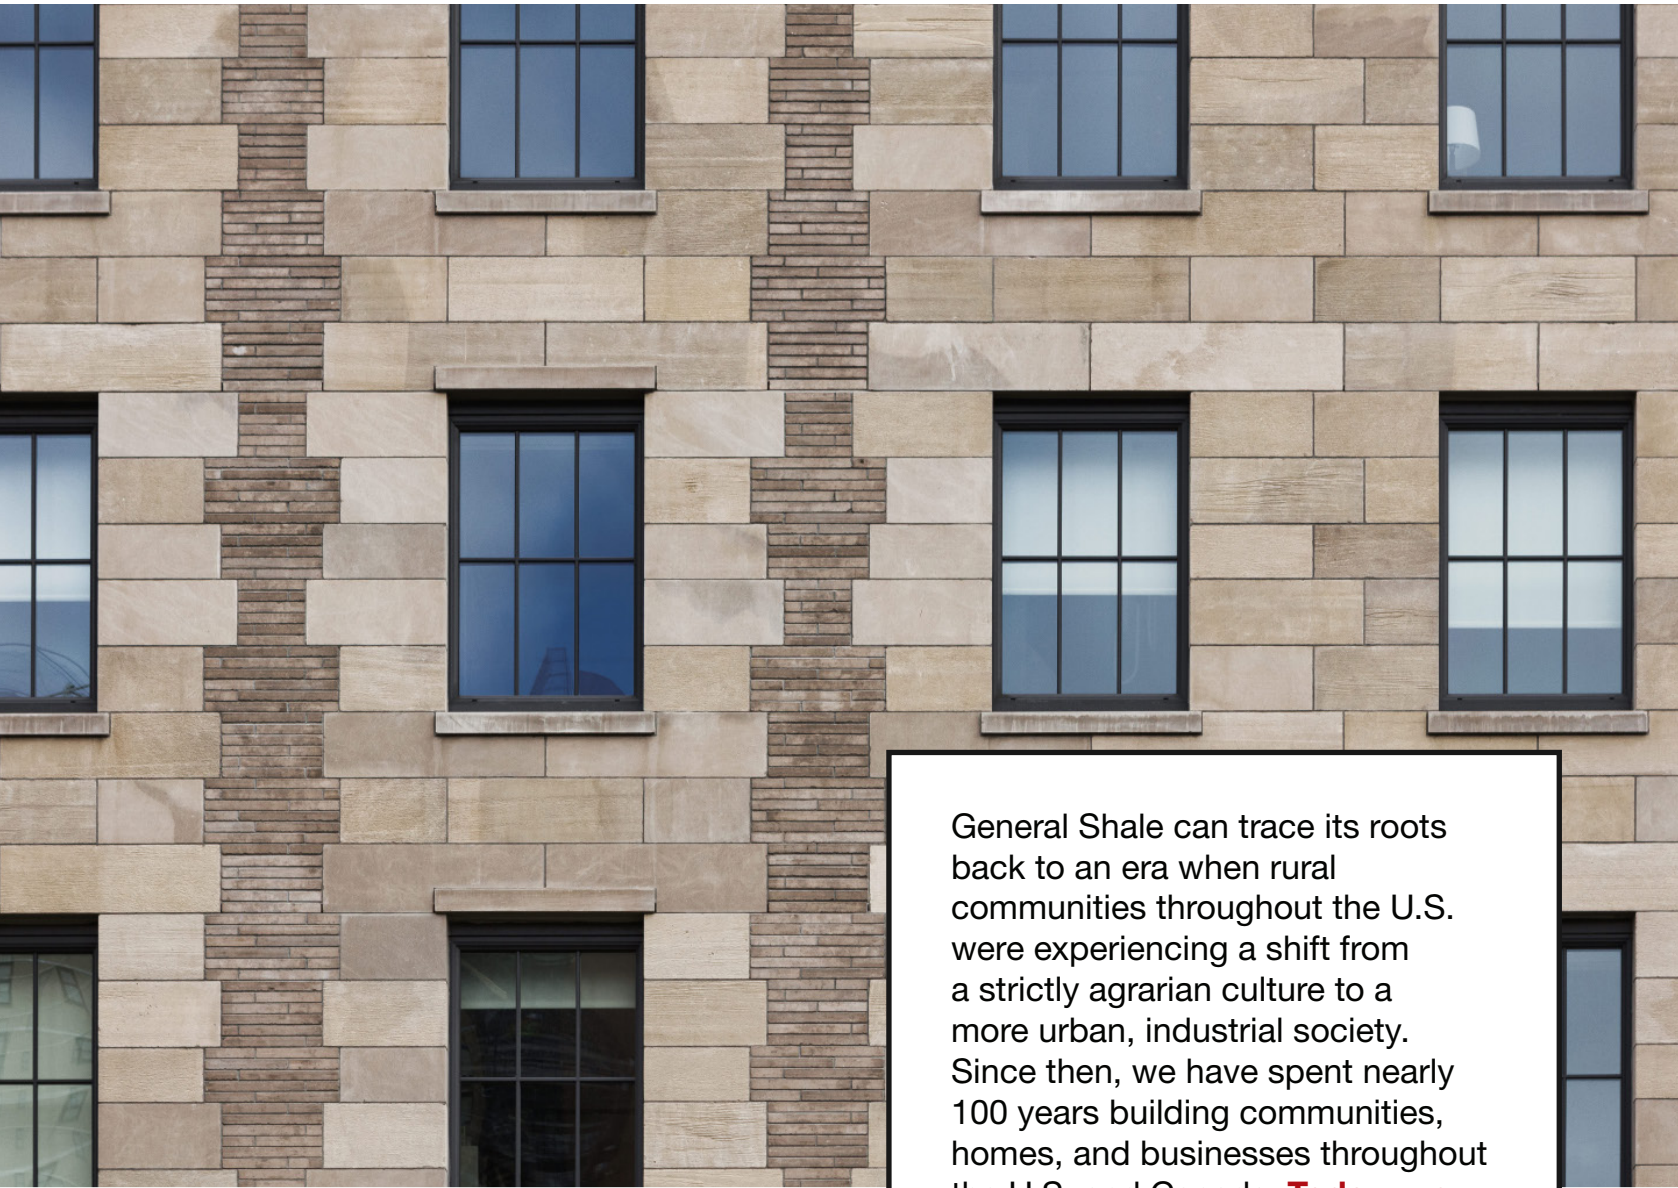 General Shale can trace its roots
back to an era when rural
communities throughout the U.S.
were experiencing a shift from
a strictly agrarian culture to a
more urban, industrial society.
Since then, we have spent nearly
100 years building communities,
homes, and businesses throughout